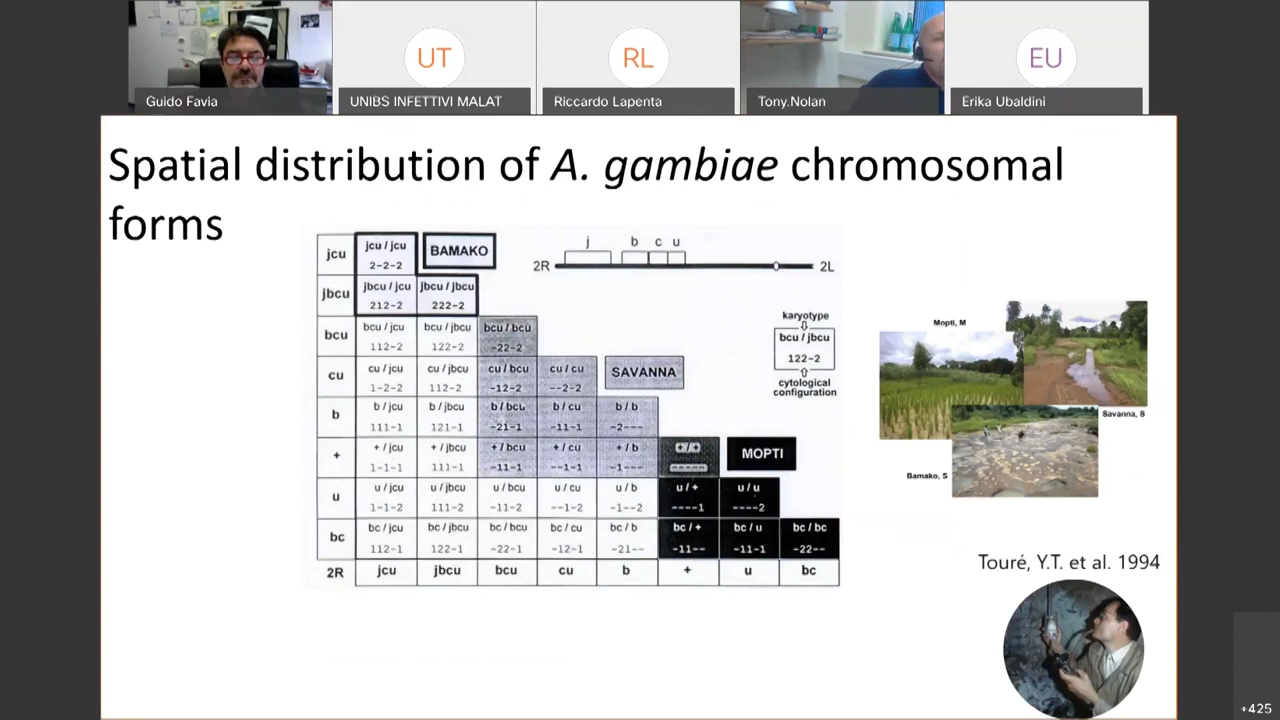 UT
RL
EU
Guido Favia
UNIBS INFETTIVI MALAT
Riccardo Lapenta
Tony.Nolan
Erika Ubaldini
Spatial distribution of A. gambiae chromosomal
forms
jcu
jcu / jcu
2-2-2
BAMAKO
j
b
c
u
2R
2L
jbcu
jbcu / jcu
212-2
jbcu / jbcu
222-2
bcu
bcu / jcu
112-2
bcu / jbcu
122-2
bcu / bcu
-22-2
karyotype
bcu / jbcu
122-2
cytological
configuration
cu
cu / jcu
1-2-2
cu / jbcu
112-2
cu / bcu
-12-2
cu / cu
--2-2
SAVANNA
b
b / jcu
111-1
b / jbcu
121-1
b / bcu
-21-1
b / cu
-11-1
b / b
-2---
+
+ / jcu
1-1-1
+ / jbcu
111-1
+ / bcu
-11-1
+ / cu
--1-1
+ / b
-1---
+ / +
-----
MOPTI
u
u / jcu
1-1-2
u / jbcu
111-2
u / bcu
-11-2
u / cu
--1-2
u / b
-1--2
u / +
----1
u / u
----2
bc
bc / jcu
112-1
bc / jbcu
122-1
bc / bcu
-22-1
bc / cu
-12-1
bc / b
-21--
bc / +
-11--
bc / u
-11-1
bc / bc
-22--
2R
jcu
jbcu
bcu
cu
b
+
u
bc
Mopti, M
Savanna, S
Bamako, S
Touré, Y.T. et al. 1994
+425